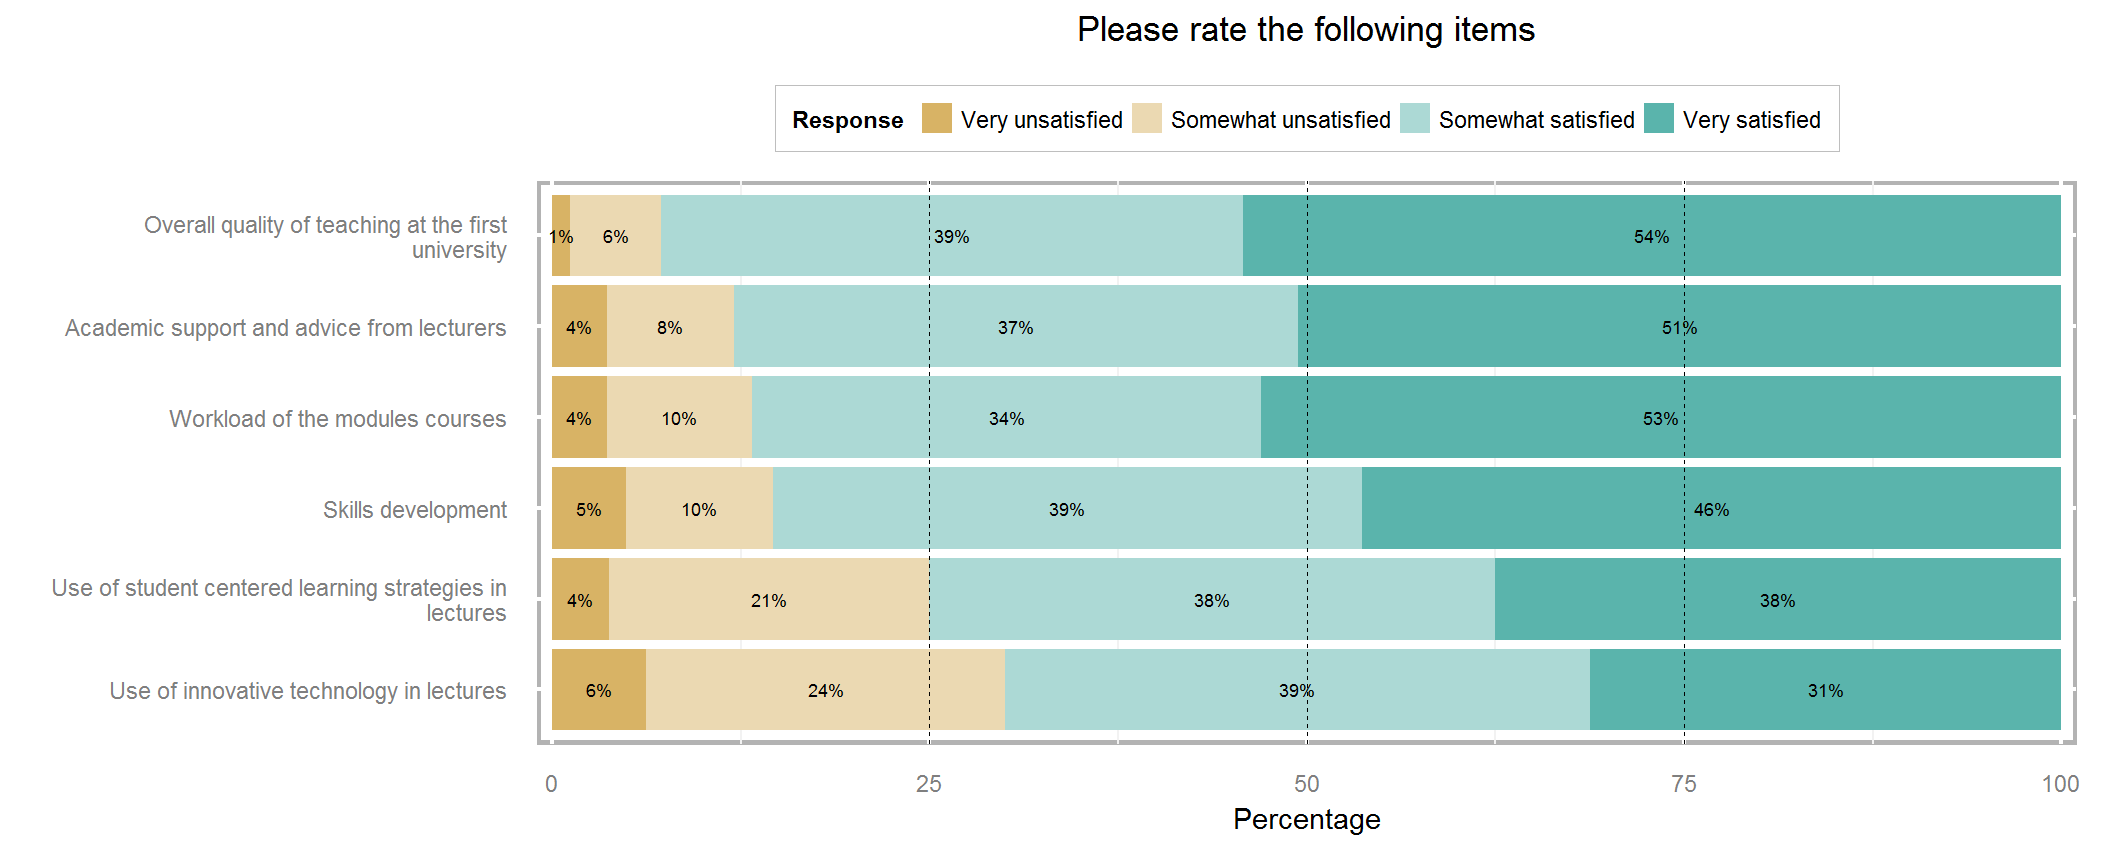 Please rate the following items
Response Very unsatisfied Somewhat unsatisfied Somewhat satisfied Very satisfied
Overall quality of teaching at the first
university
1% 6% 39% 54%
Academic support and advice from lecturers
4% 8% 37% 51%
Workload of the modules courses
4% 10% 34% 53%
Skills development
5% 10% 39% 46%
Use of student centered learning strategies in
lectures
4% 21% 38% 38%
Use of innovative technology in lectures
6% 24% 39% 31%
0 25 50 75 100
Percentage